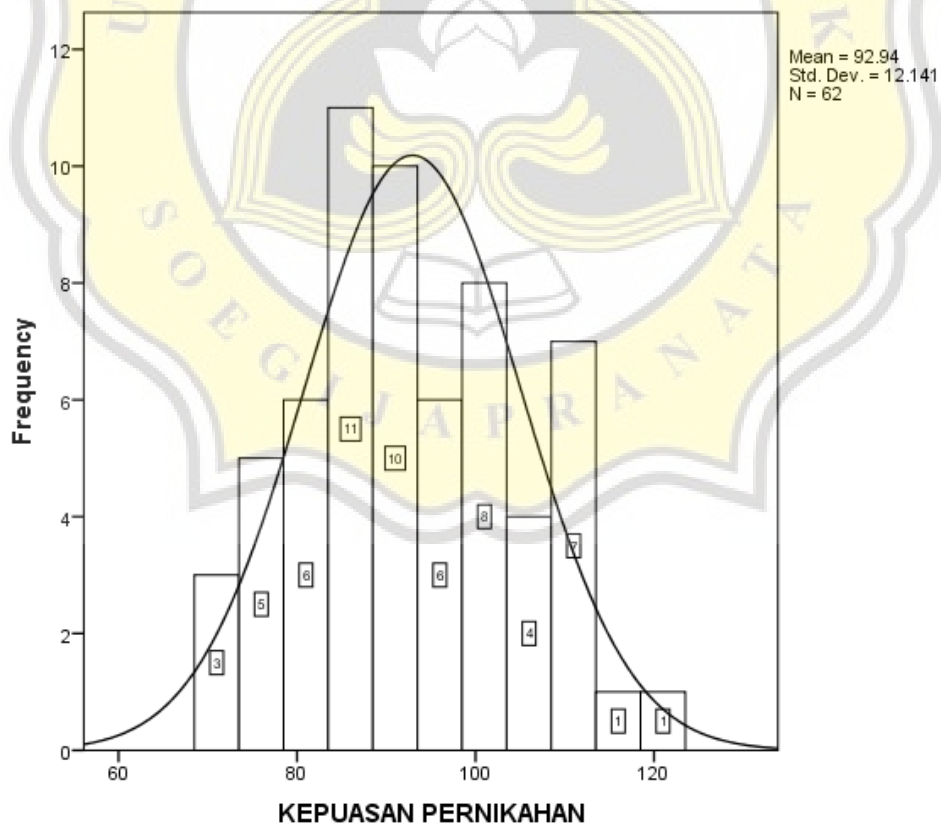 Mean = 92.94
Std. Dev. = 12.141
N = 62
Frequency
12
10
8
6
4
2
0
3
5
6
11
10
6
8
4
7
1
1
60
80
100
120
KEPUASAN PERNIKAHAN
U
K
SOEGIJAPRANATA